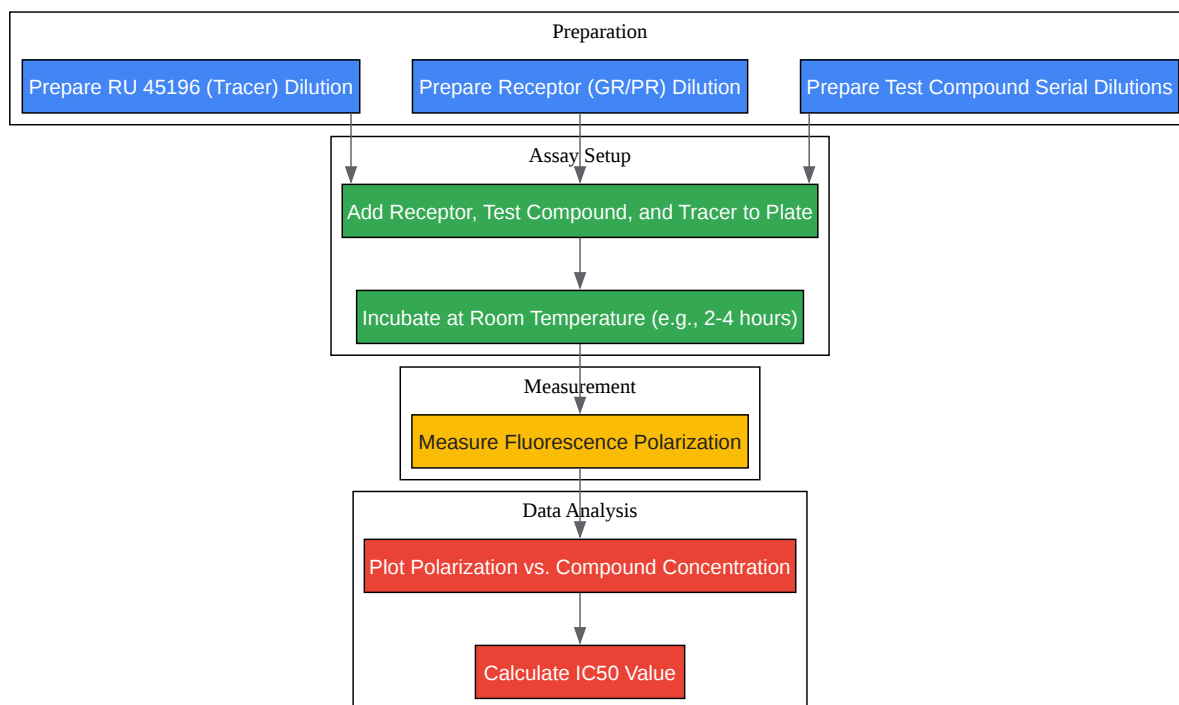 Preparation
Prepare RU 45196 (Tracer) Dilution
Prepare Receptor (GR/PR) Dilution
Prepare Test Compound Serial Dilutions
Assay Setup
Add Receptor, Test Compound, and Tracer to Plate
Incubate at Room Temperature (e.g., 2-4 hours)
Measurement
Measure Fluorescence Polarization
Data Analysis
Plot Polarization vs. Compound Concentration
Calculate IC50 Value